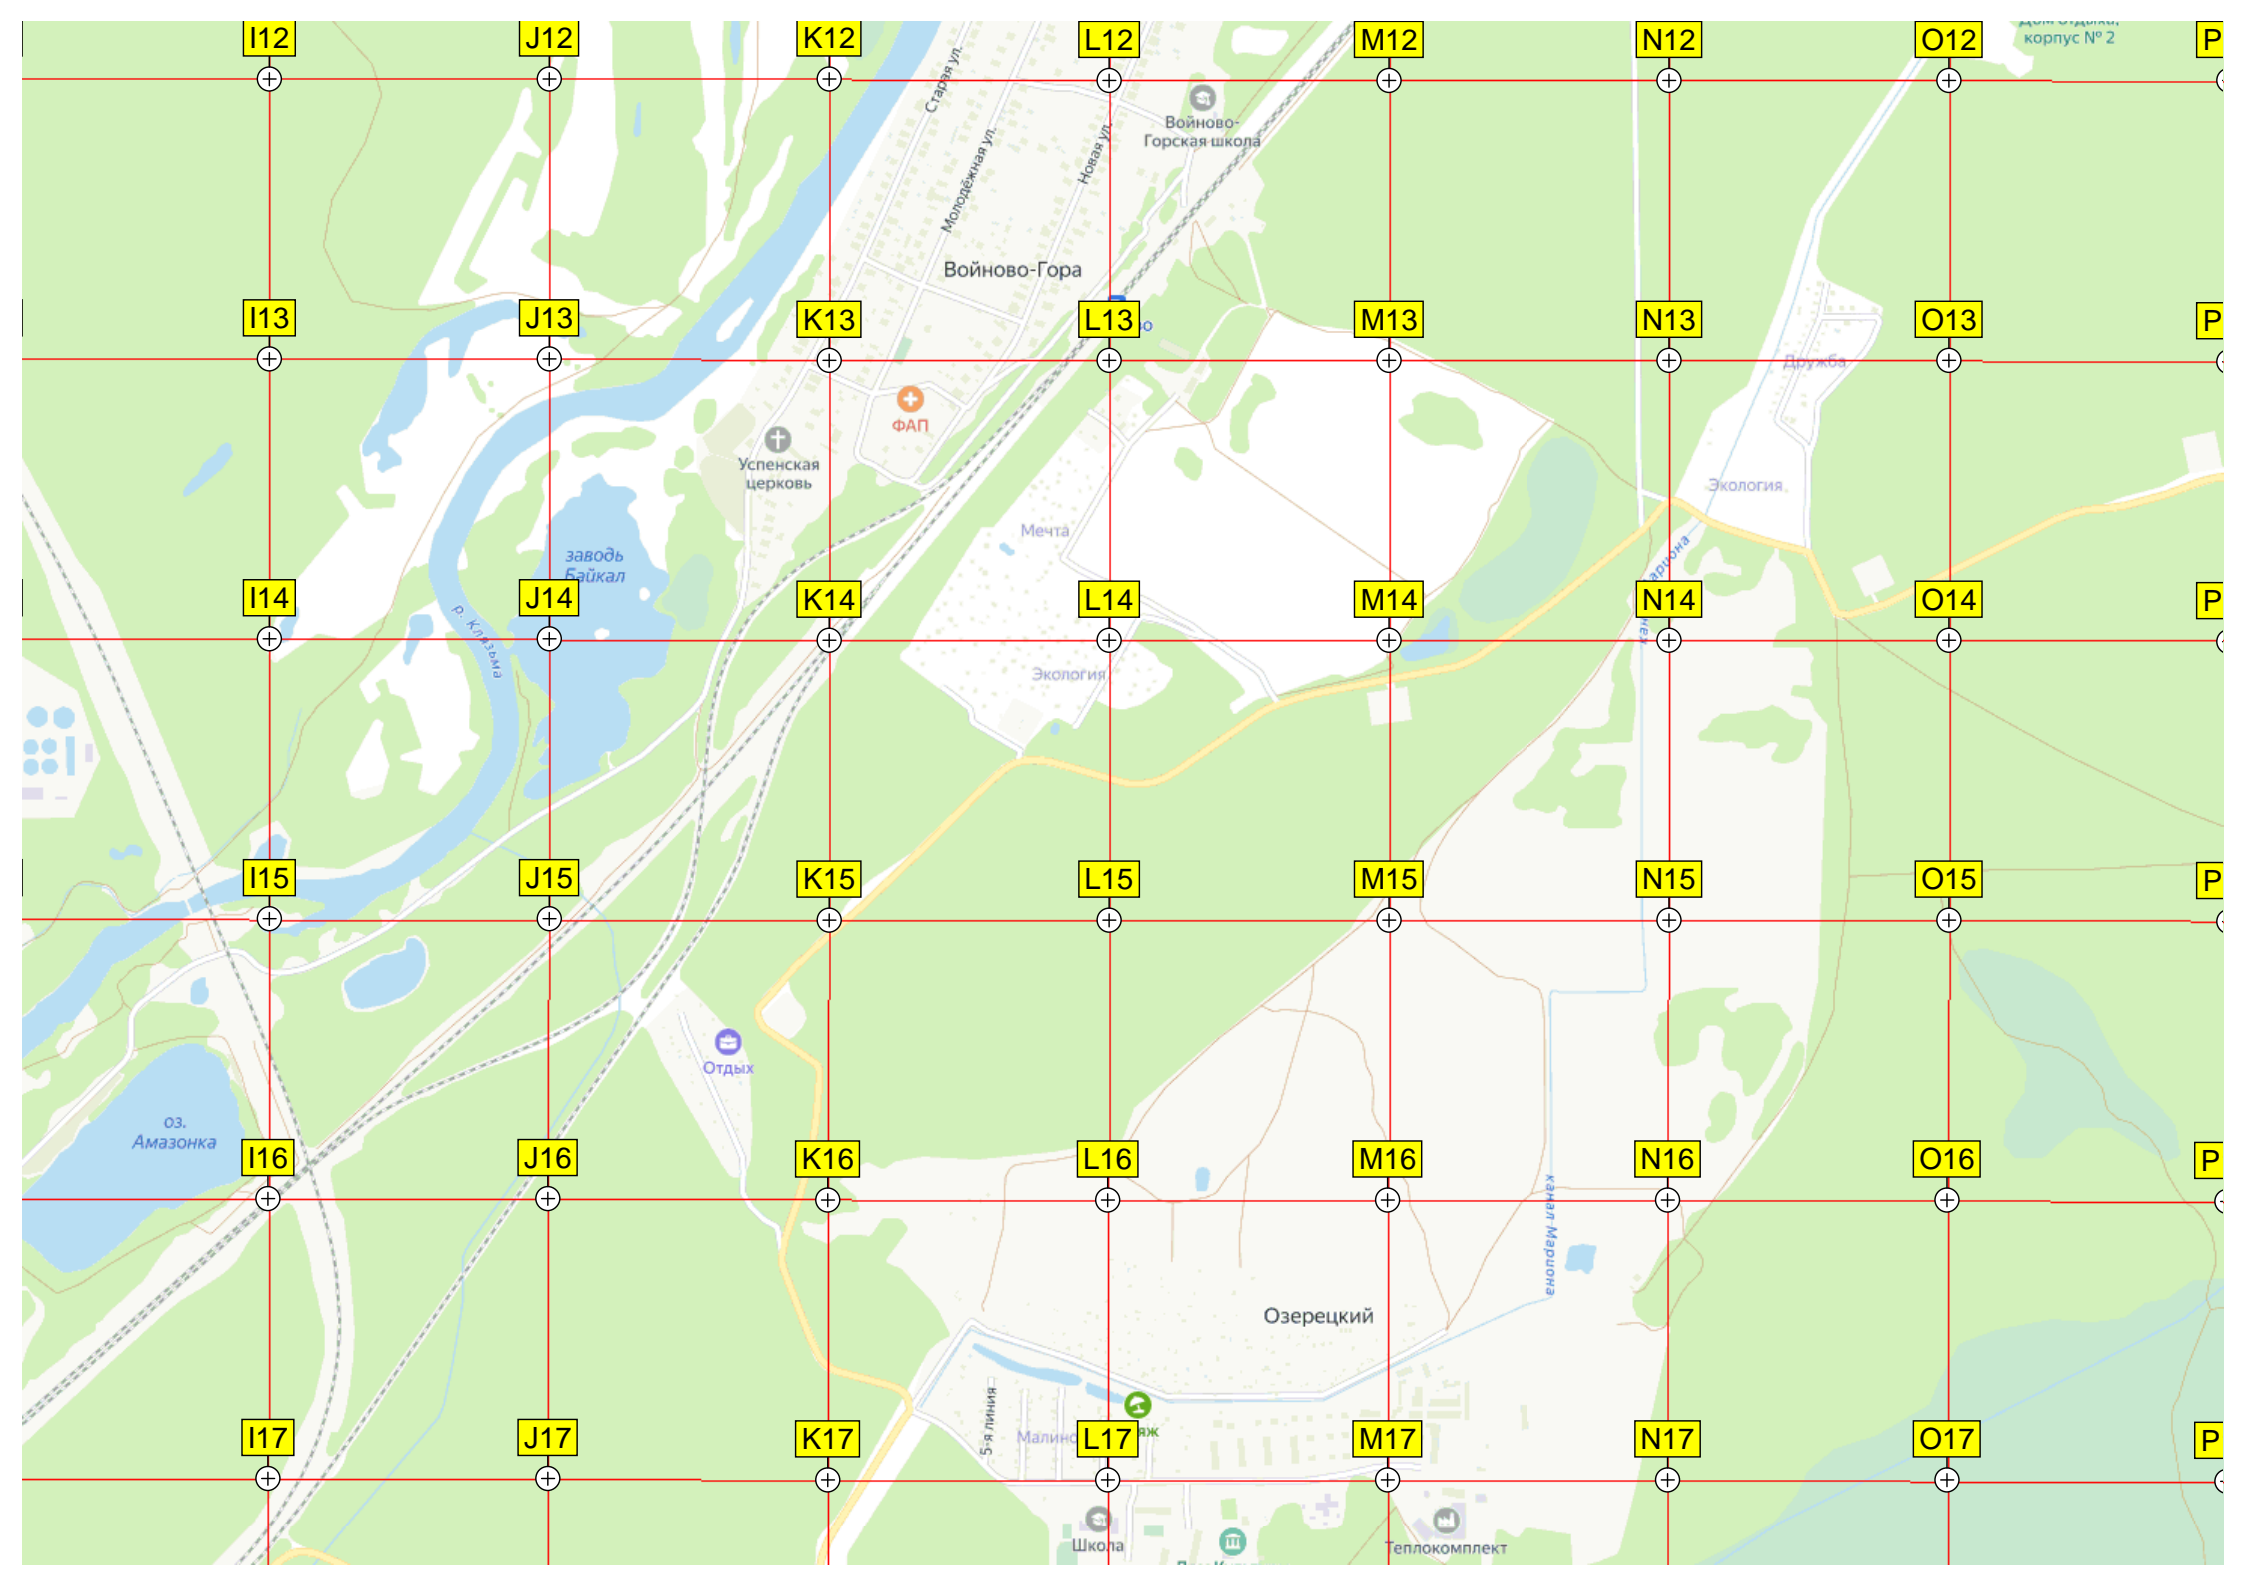 I12 J12 K12 L12 M12 N12 O12 P
корпус № 2
Старая ул.
Войново-
Горская школа
Молодёжная ул.
Новая ул.
Войново-Гора
I13 J13 K13 L13 M13 N13 O13 P
Дружба
ФАП
Успенская
церковь
Экология
Мечта
заводь
Байкал
I14 J14 K14 L14 M14 N14 O14 P
р. Клязьма
Экология
I15 J15 K15 L15 M15 N15 O15 P
Отдых
оз.
Амазонка
I16 J16 K16 L16 M16 N16 O16 P
канал Мариона
Озерецкий
5-я линия
I17 J17 K17 L17 M17 N17 O17 P
Школа
Теплокомплект